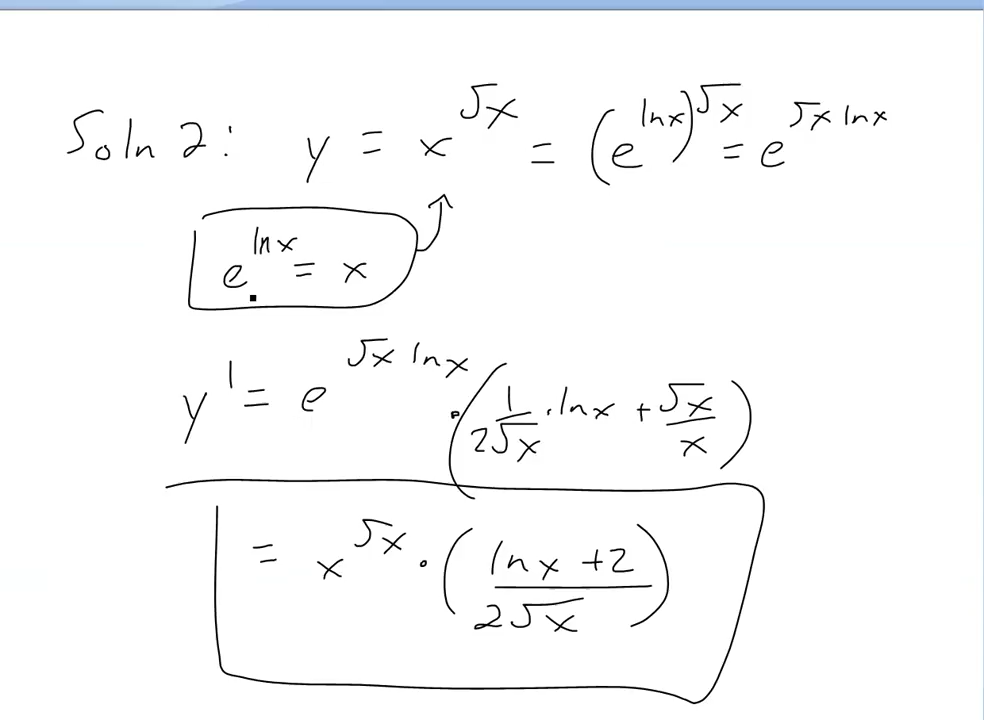 Soln 2: y = x^√x = (e^ln x)^√x = e^√x ln x
e^ln x = x
y' = e^√x ln x · (1/2√x · ln x + √x/x)
= x^√x · (ln x + 2/2√x)